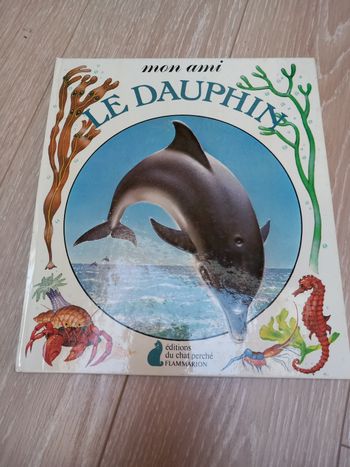 mon ami
LE DAUPHIN
éditions
du chat perché
FLAMMARION